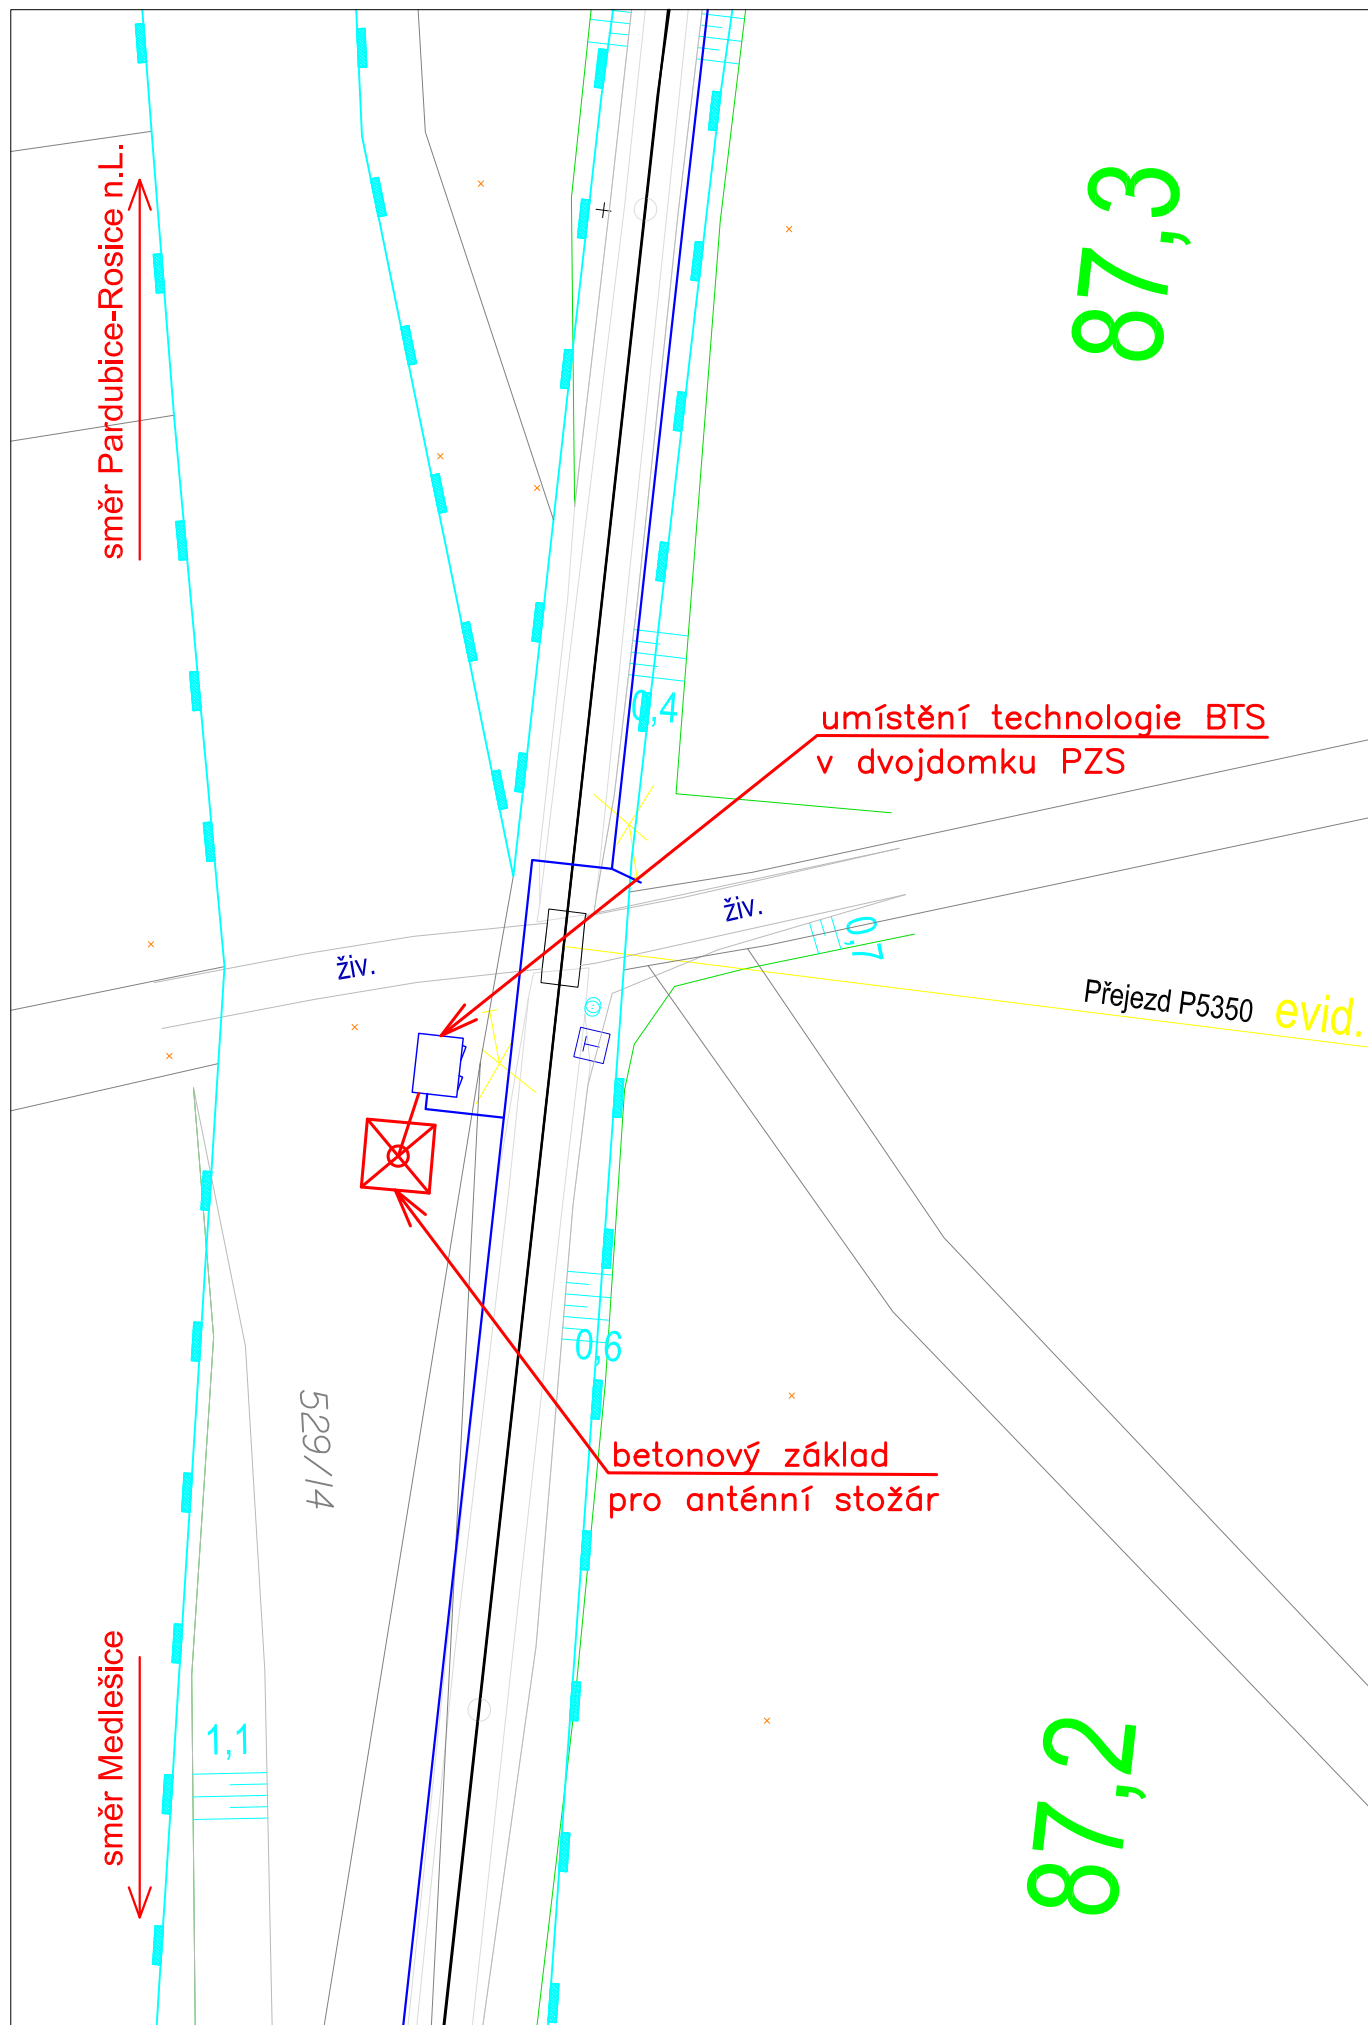 87,3
směr Pardubice-Rosice n.L.
0,4
umístění technologie BTS
v dvojdomku PZS
živ.
živ.
0,7
Přejezd P5350
evid.
T
529/14
0,6
betonový základ
pro anténní stožár
směr Medlešice
1,1
87,2